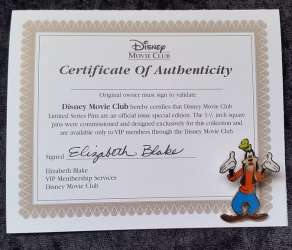 Disney
MOVIE CLUB
Certificate Of Authenticity
Original owner must sign to validate.
Disney Movie Club hereby certifies that Disney Movie Club
Limited Series Pins are an official issue special edition. The 1½ inch square
pins were commissioned and designed exclusively for this collection and
are available only to VIP members through the Disney Movie Club.
Signed Elizabeth Blake
Elizabeth Blake
VIP Membership Services
Disney Movie Club